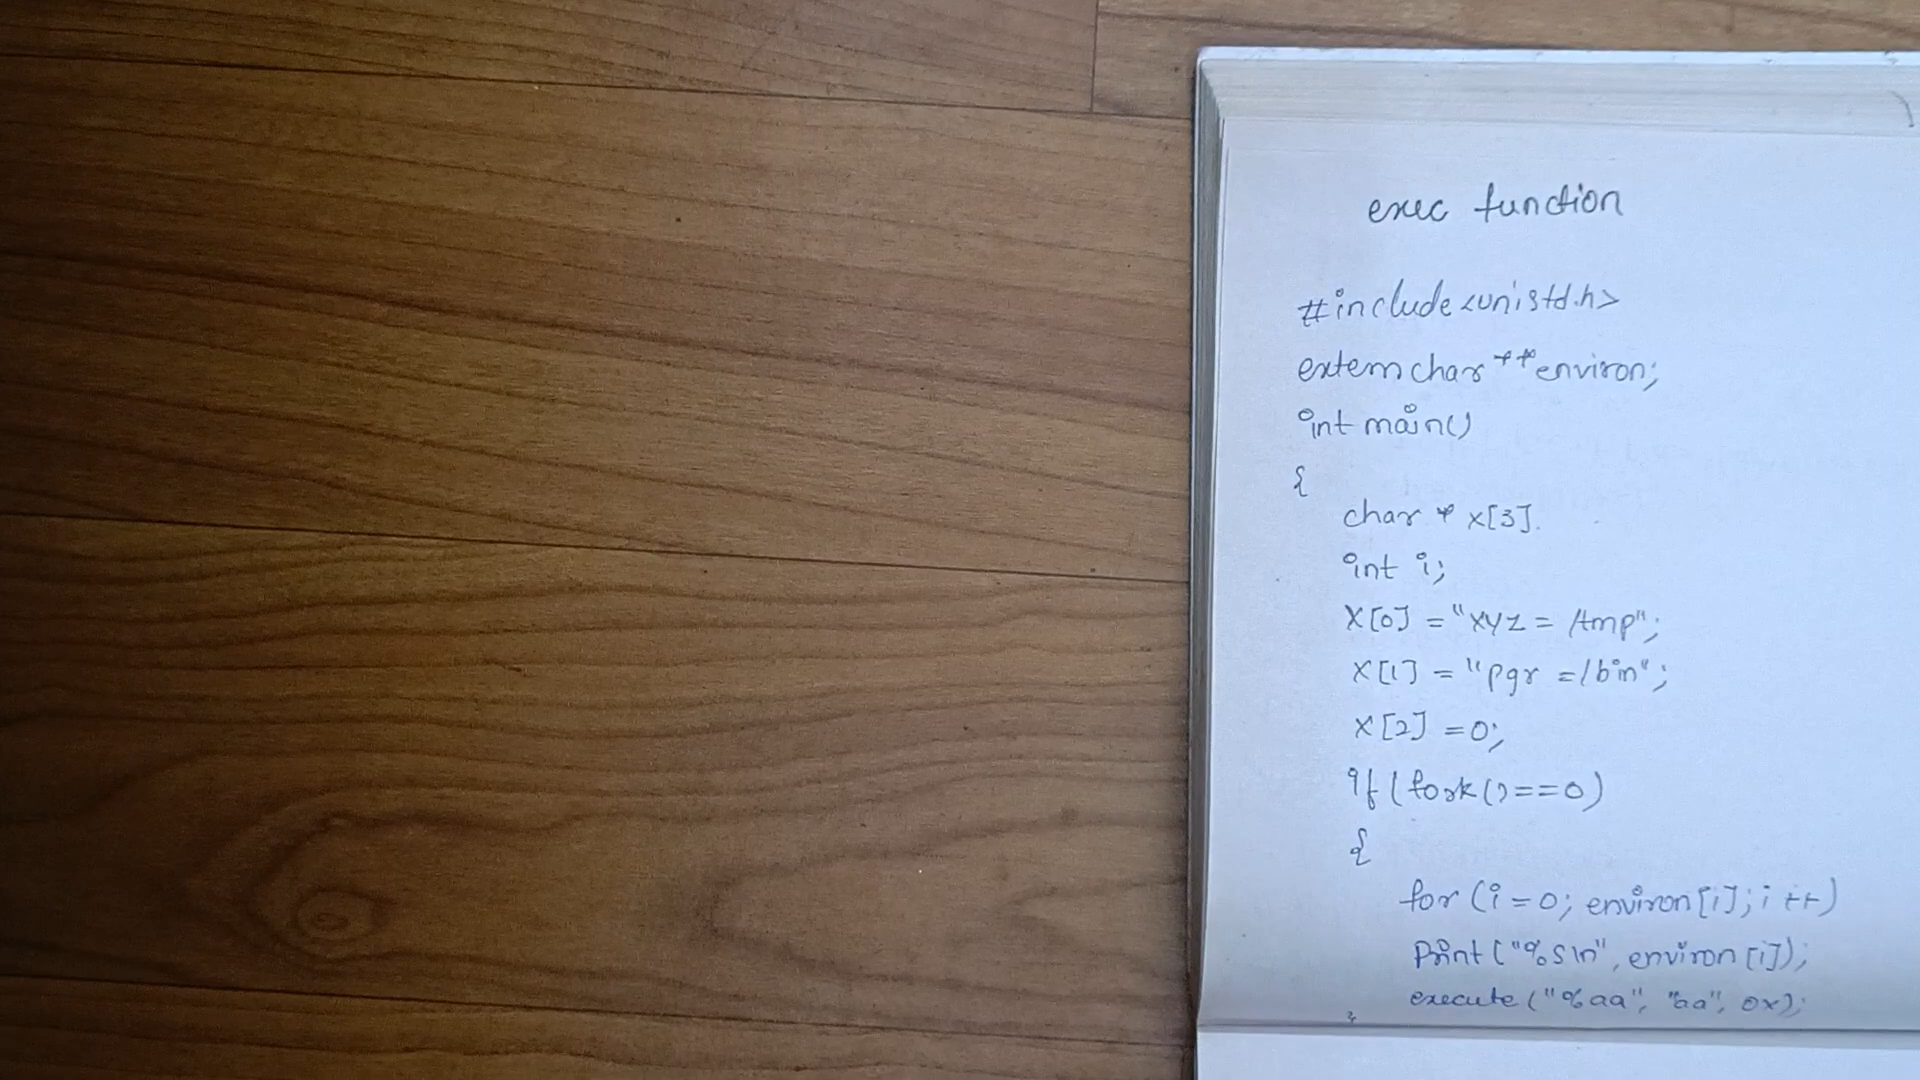 exec function
#include<unistd.h>
extern char **environ;
int main()
{
char * x[3].
int i;
X[0] = "xyz = /tmp";
X[1] = "pgr =/bin";
X[2] =0;
if (fork()==0)
{
for (i=0; environ[i]; i++)
Print ("%s\n", environ [i]);
execute ("%aa", "aa", 0x);
}